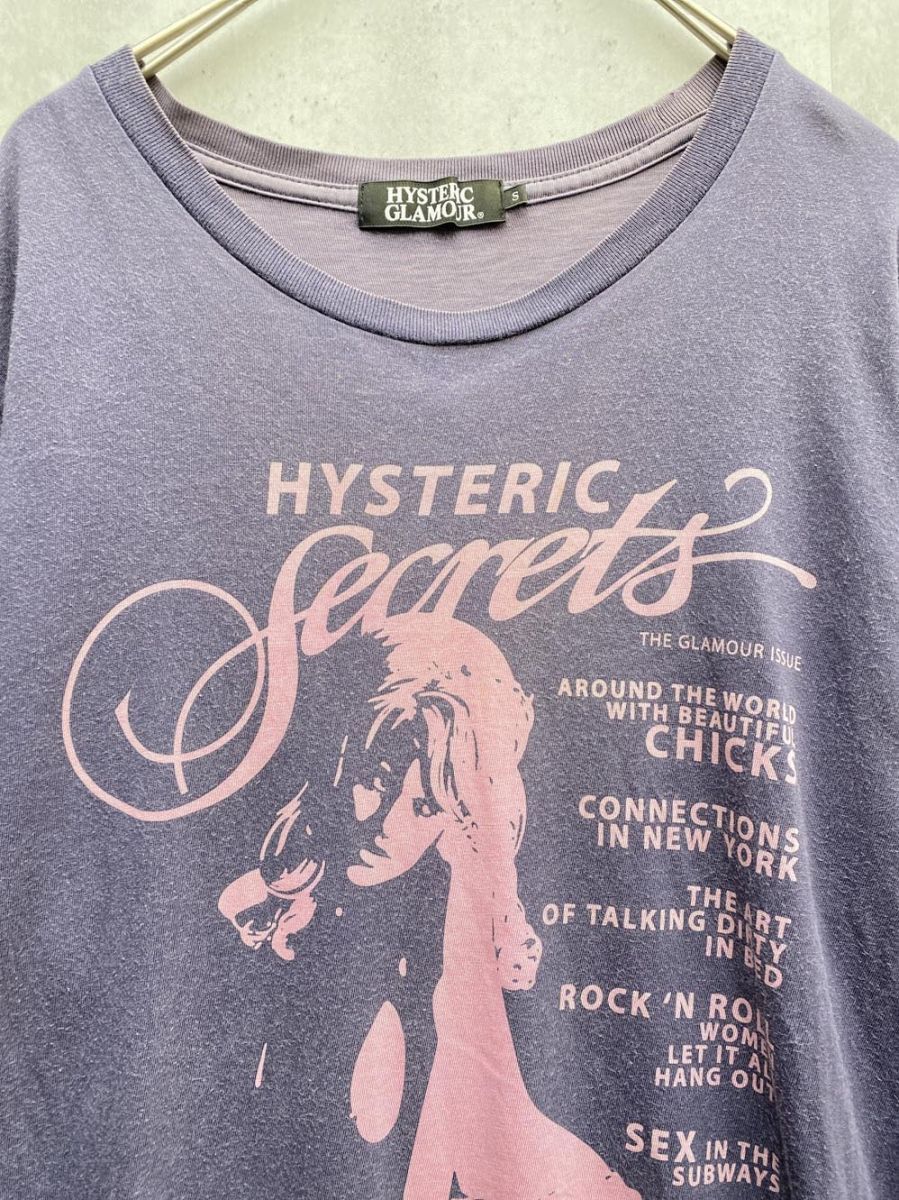 HYSTERIC
GLAMOUR®
S
HYSTERIC
Secrets
THE GLAMOUR ISSUE
AROUND THE WORLD
WITH BEAUTIFUL
CHICKS
CONNECTIONS
IN NEW YORK
THE ART
OF TALKING DIRTY
IN BED
ROCK 'N ROLL
WOMEN
LET IT ALL
HANG OUT
SEX IN THE
SUBWAYS